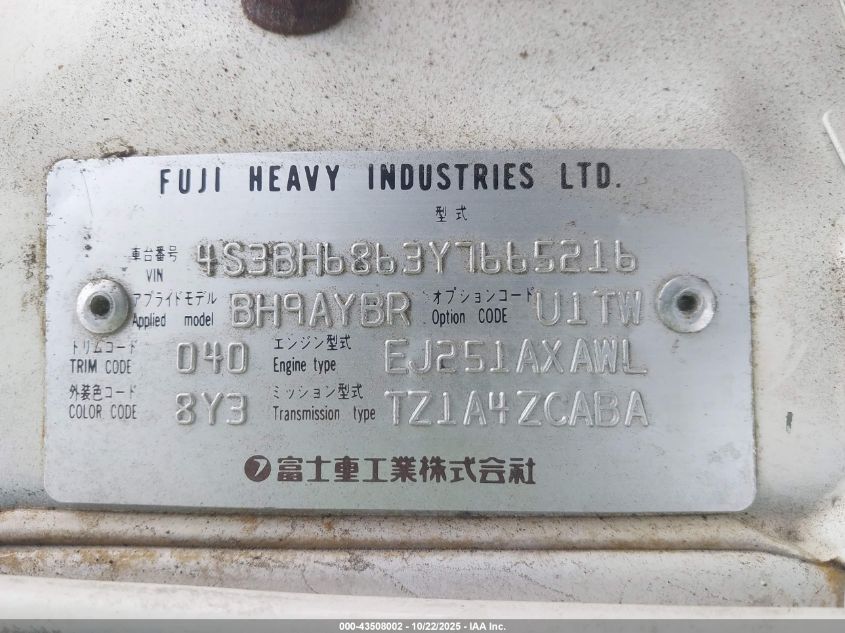 FUJI HEAVY INDUSTRIES LTD.
型式
車台番号 VIN 4S3BH6863Y7665216
アプライドモデル Applied model BH9AYBR オプションコード Option CODE U1TW
トリムコード TRIM CODE 040 エンジン型式 Engine type EJ251AXAWL
外装色コード COLOR CODE 8Y3 ミッション型式 Transmission type TZ1A4ZCABA
富士重工業株式会社
000-43508002 - 10/22/2025 - IAA Inc.